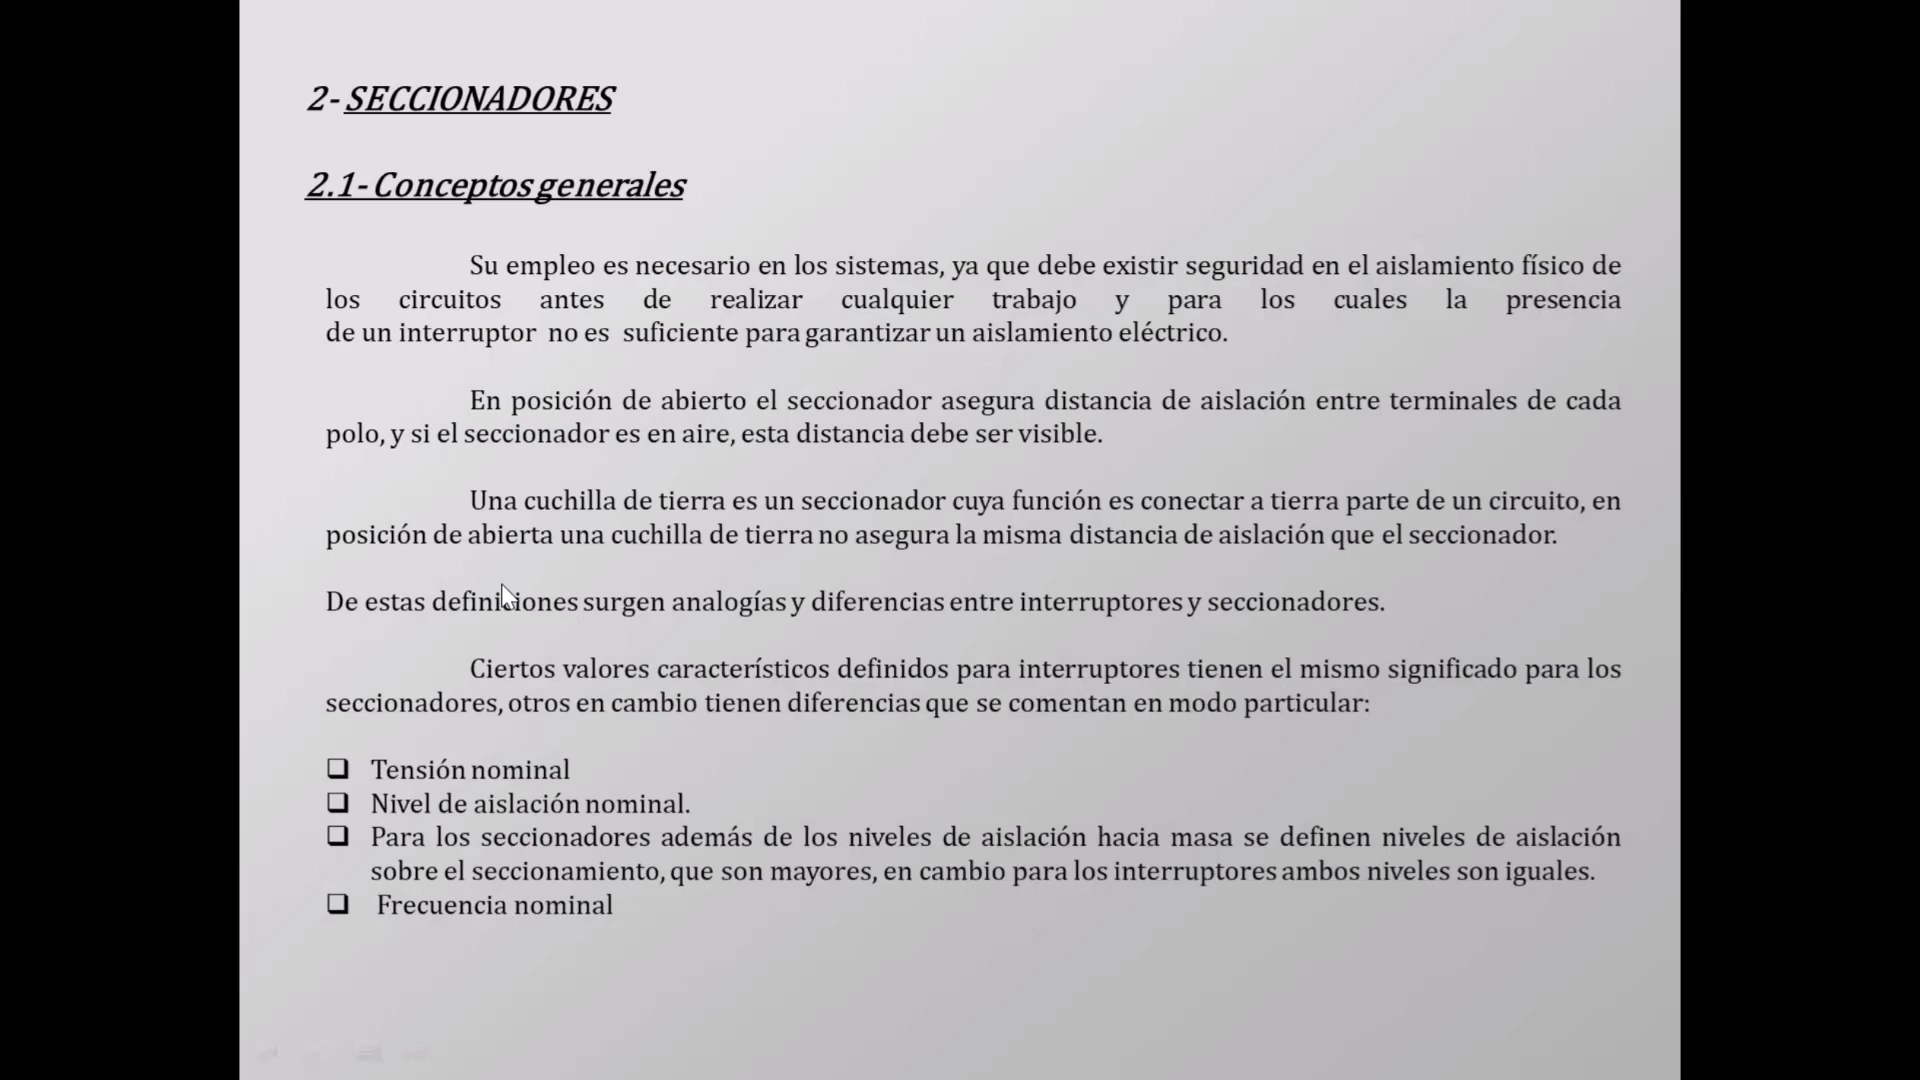 2- SECCIONADORES
2.1- Conceptos generales
Su empleo es necesario en los sistemas, ya que debe existir seguridad en el aislamiento físico de
los circuitos antes de realizar cualquier trabajo y para los cuales la presencia
de un interruptor no es suficiente para garantizar un aislamiento eléctrico.
En posición de abierto el seccionador asegura distancia de aislación entre terminales de cada
polo, y si el seccionador es en aire, esta distancia debe ser visible.
Una cuchilla de tierra es un seccionador cuya función es conectar a tierra parte de un circuito, en
posición de abierta una cuchilla de tierra no asegura la misma distancia de aislación que el seccionador.
De estas definiciones surgen analogías y diferencias entre interruptores y seccionadores.
Ciertos valores característicos definidos para interruptores tienen el mismo significado para los
seccionadores, otros en cambio tienen diferencias que se comentan en modo particular:
❑ Tensión nominal
❑ Nivel de aislación nominal.
❑ Para los seccionadores además de los niveles de aislación hacia masa se definen niveles de aislación
sobre el seccionamiento, que son mayores, en cambio para los interruptores ambos niveles son iguales.
❑ Frecuencia nominal